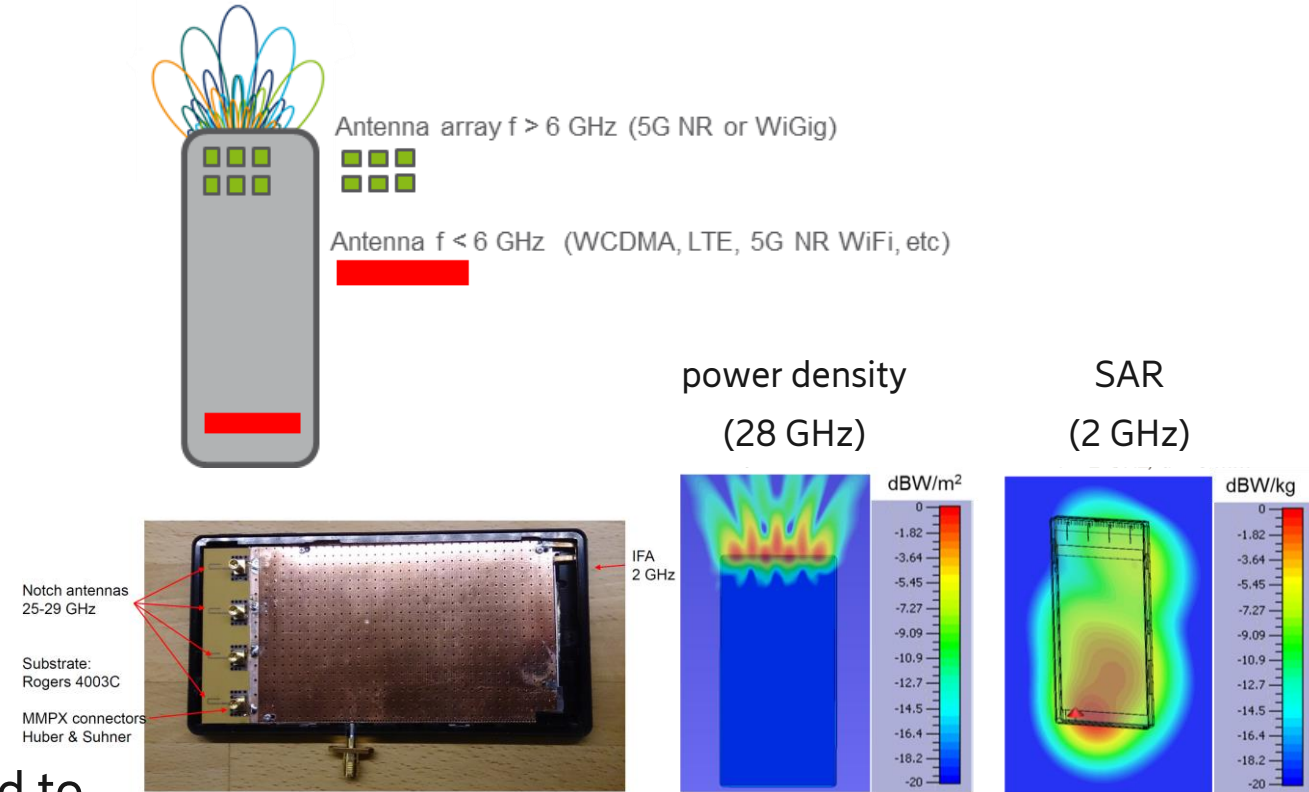 Antenna array f > 6 GHz (5G NR or WiGig)
Antenna f < 6 GHz (WCDMA, LTE, 5G NR WiFi, etc)
power density
(28 GHz)
SAR
(2 GHz)
dBW/m²
0
-1.82
-3.64
-5.45
-7.27
-9.09
-10.9
-12.7
-14.5
-16.4
-18.2
-20
dBW/kg
0
-1.82
-3.64
-5.45
-7.27
-9.09
-10.9
-12.7
-14.5
-16.4
-18.2
-20
IFA
2 GHz
Notch antennas
25-29 GHz
Substrate:
Rogers 4003C
MMPX connectors
Huber & Suhner
d to